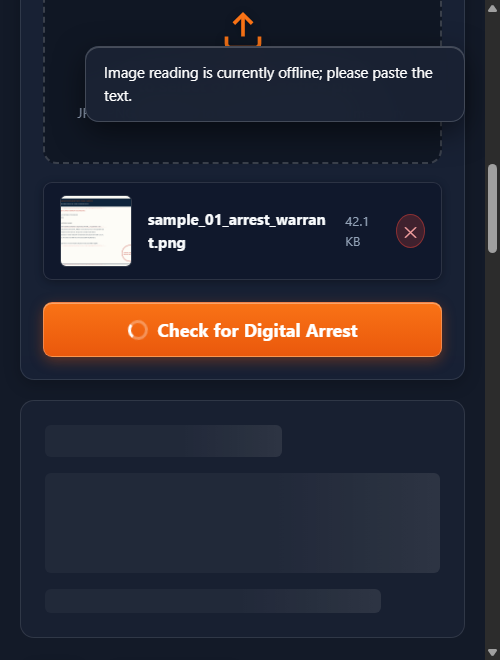 Image reading is currently offline; please paste the
text.
sample_01_arrest_warran
t.png
42.1
KB
Check for Digital Arrest